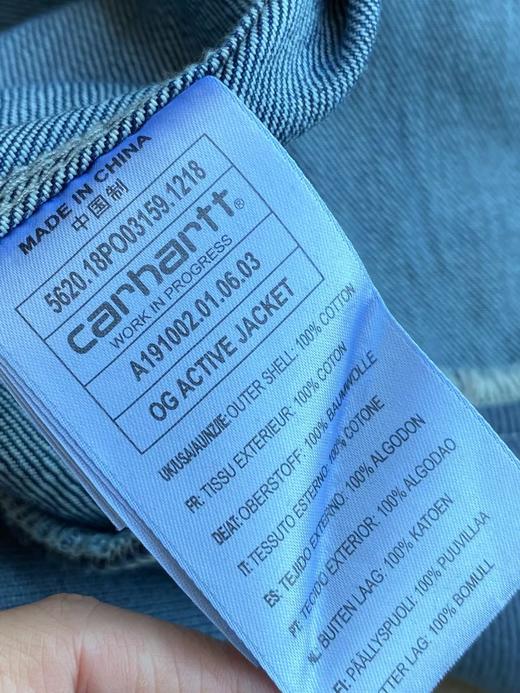 MADE IN CHINA
中国制
5620.18PO03159.1218
carhartt®
WORK IN PROGRESS
A191002.01.06.03
OG ACTIVE JACKET
UK/USA/AU/NZ/IE: OUTER SHELL: 100% COTTON
FR: TISSU EXTERIEUR: 100% COTON
DE/AT: OBERSTOFF: 100% BAUMWOLLE
IT: TESSUTO ESTERNO: 100% COTONE
ES: TEJIDO EXTERNO: 100% ALGODON
PT: TECIDO EXTERIOR: 100% ALGODAO
NL: BUITEN LAAG: 100% KATOEN
FI: PÄÄLLYSPUOLI: 100% PUUVILLAA
TTER LAG: 100% BOMULL